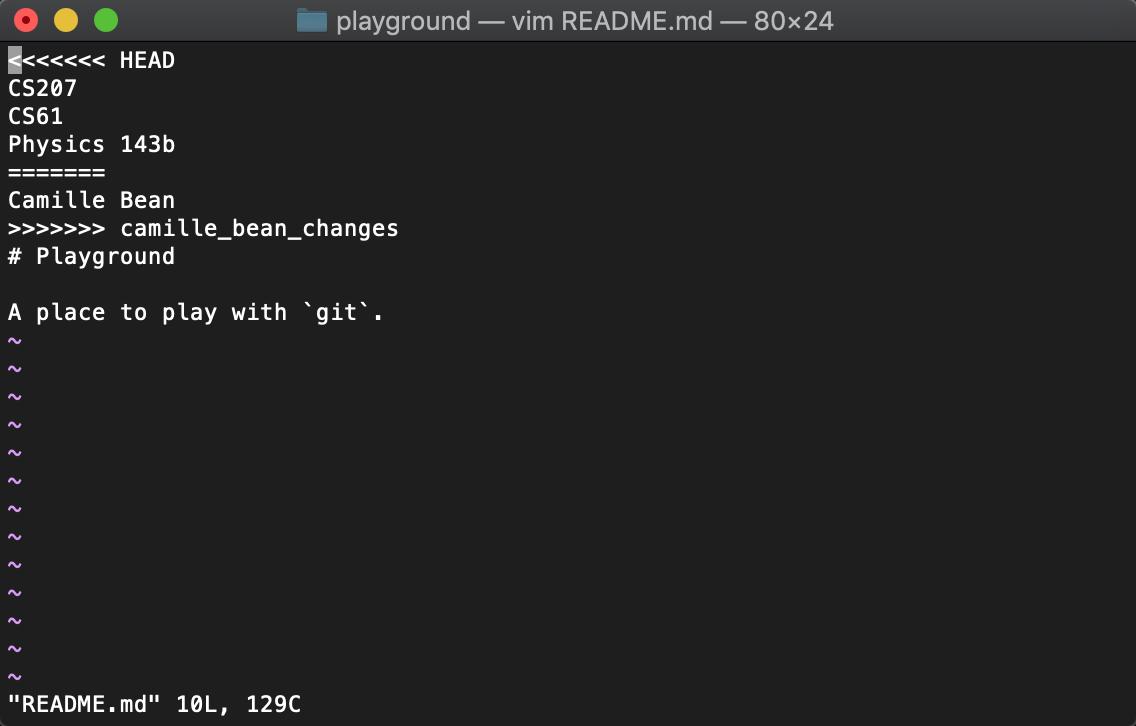 playground — vim README.md — 80×24
<<<<<<< HEAD
CS207
CS61
Physics 143b
=======
Camille Bean
>>>>>>> camille_bean_changes
# Playground

A place to play with `git`.
~
~
~
~
~
~
~
~
~
~
~
~
~
"README.md" 10L, 129C